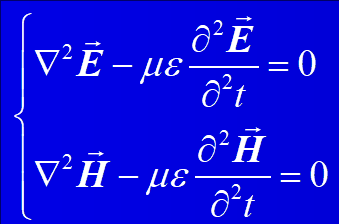 ∇²E⃗ − με ∂²E⃗/∂²t = 0
∇²H⃗ − με ∂²H⃗/∂²t = 0